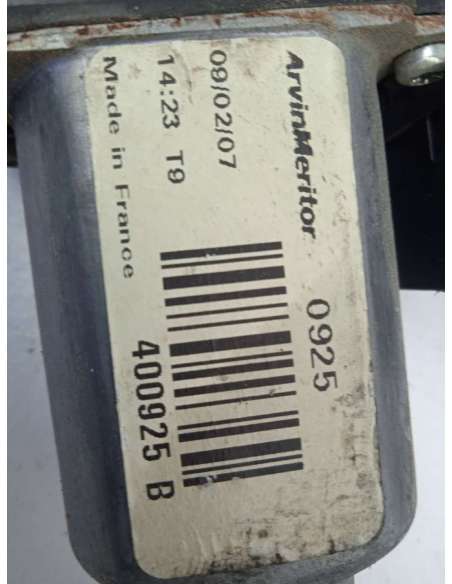 ArvinMeritor 0925
09/02/07
14:23 T9
400925 B
Made in France